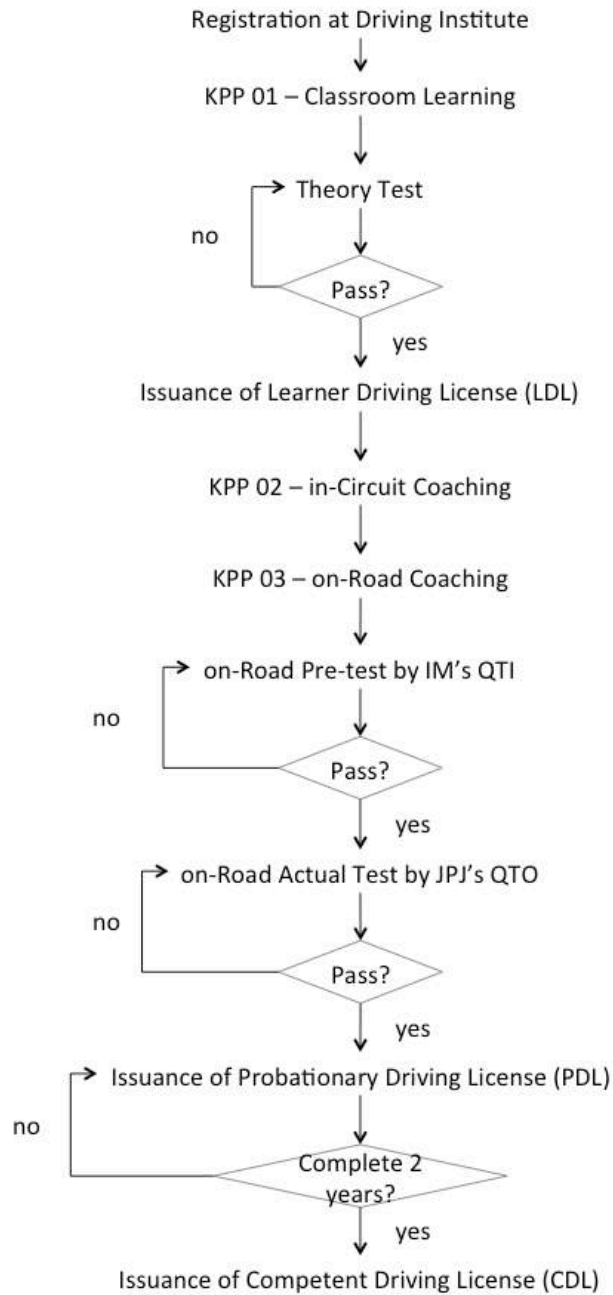 Registration at Driving Institute
KPP 01 – Classroom Learning
Theory Test
no
Pass?
yes
Issuance of Learner Driving License (LDL)
KPP 02 – in-Circuit Coaching
KPP 03 – on-Road Coaching
on-Road Pre-test by IM's QTI
no
Pass?
yes
on-Road Actual Test by JPJ's QTO
no
Pass?
yes
Issuance of Probationary Driving License (PDL)
no
Complete 2
years?
yes
Issuance of Competent Driving License (CDL)